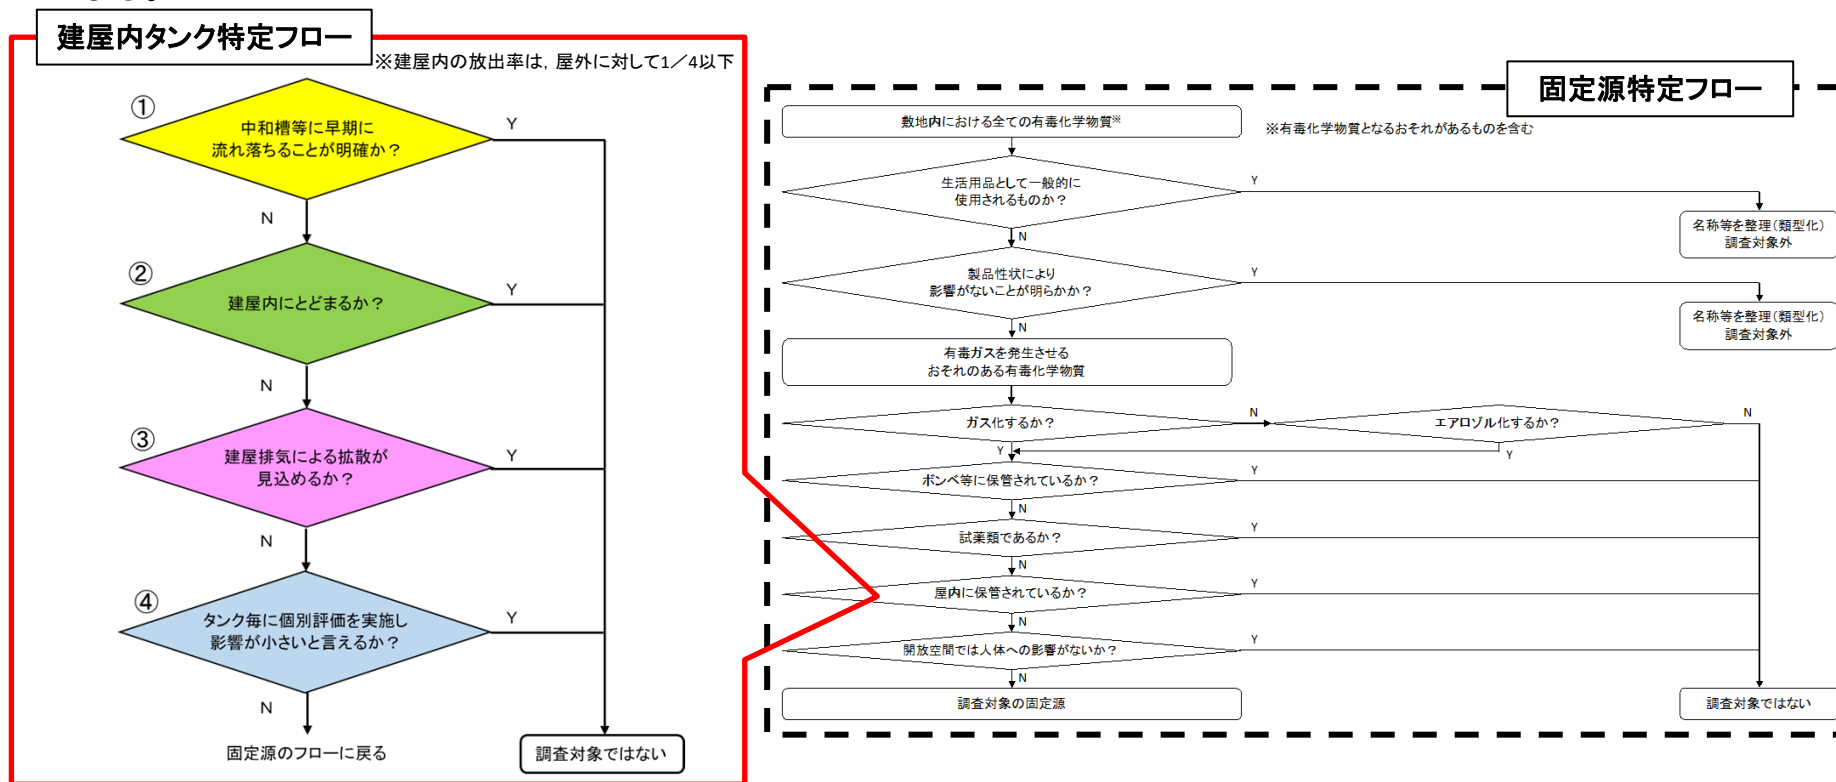 建屋内タンク特定フロー
※建屋内の放出率は，屋外に対して1／4以下
①
中和槽等に早期に
流れ落ちることが明確か？
Y
N
②
建屋内にとどまるか？
Y
N
③
建屋排気による拡散が
見込めるか？
Y
N
④
タンク毎に個別評価を実施し
影響が小さいと言えるか？
Y
N
固定源のフローに戻る
調査対象ではない
固定源特定フロー
敷地内における全ての有毒化学物質※
※有毒化学物質となるおそれがあるものを含む
生活用品として一般的に
使用されるものか？
Y
N
名称等を整理（類型化）
調査対象外
製品性状により
影響がないことが明らかか？
Y
N
名称等を整理（類型化）
調査対象外
有毒ガスを発生させる
おそれのある有毒化学物質
ガス化するか？
N
Y
エアロゾル化するか？
N
Y
ボンベ等に保管されているか？
Y
N
試薬類であるか？
Y
N
屋内に保管されているか？
Y
N
開放空間では人体への影響がないか？
Y
N
調査対象の固定源
調査対象ではない